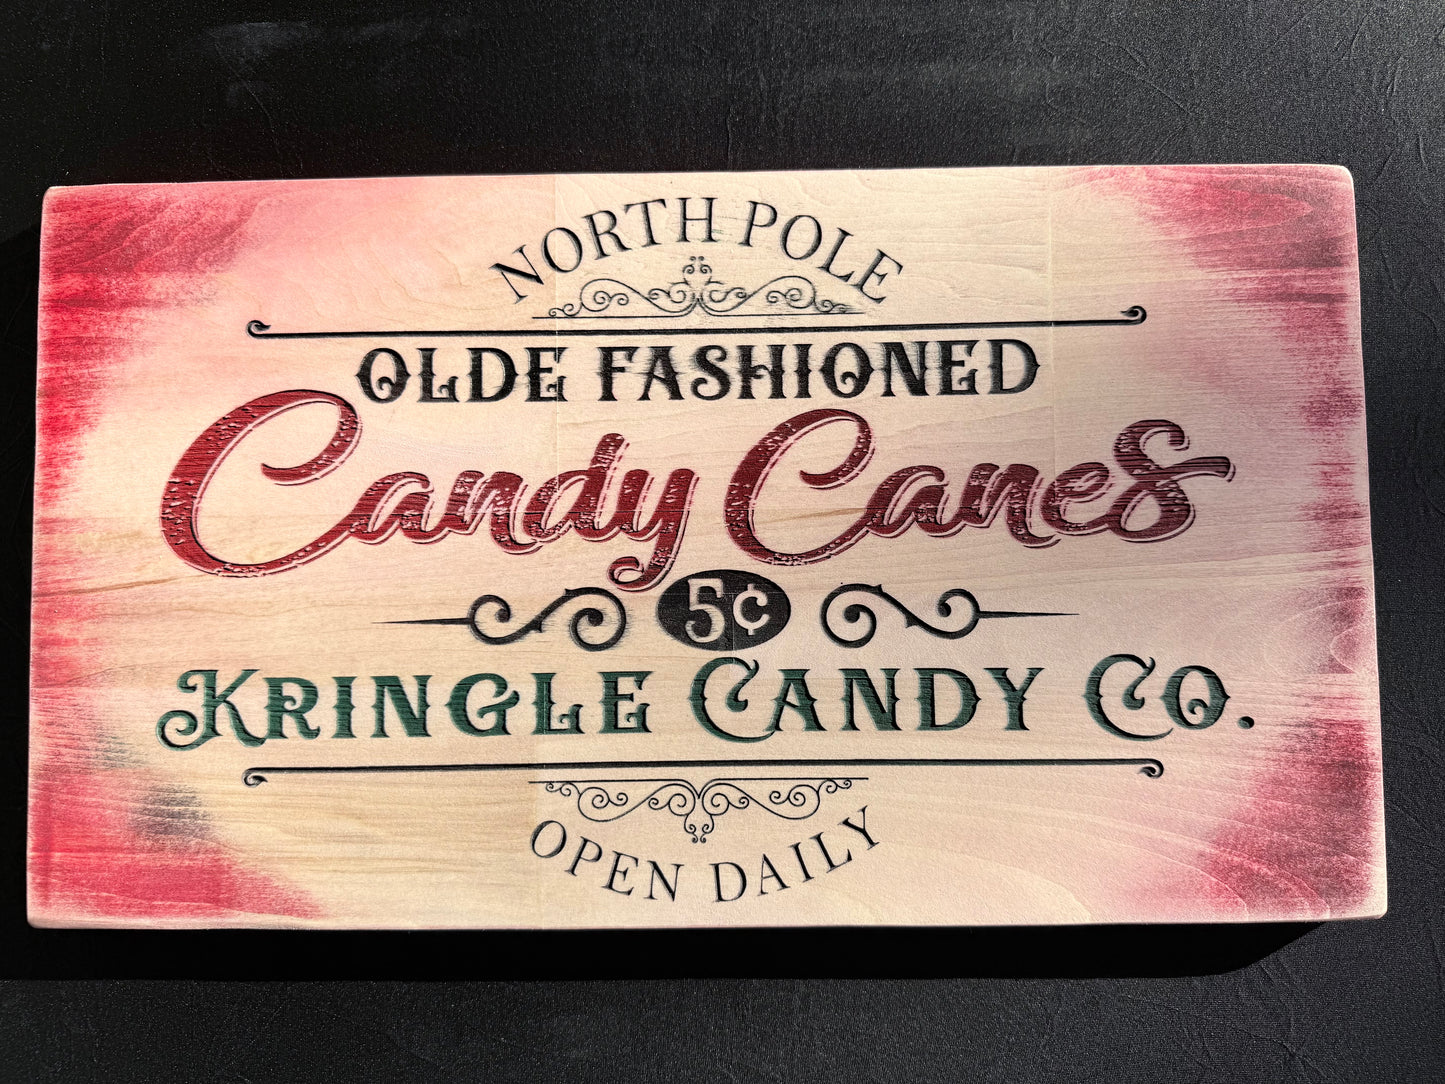 NORTH POLE
OLDE FASHIONED
Candy Canes
5¢
KRINGLE CANDY CO.
OPEN DAILY